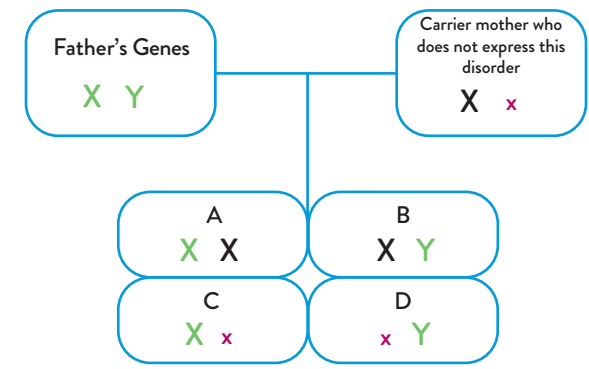 Father's Genes
X Y
Carrier mother who
does not express this
disorder
X x
A
X X
B
X Y
C
X x
D
x Y